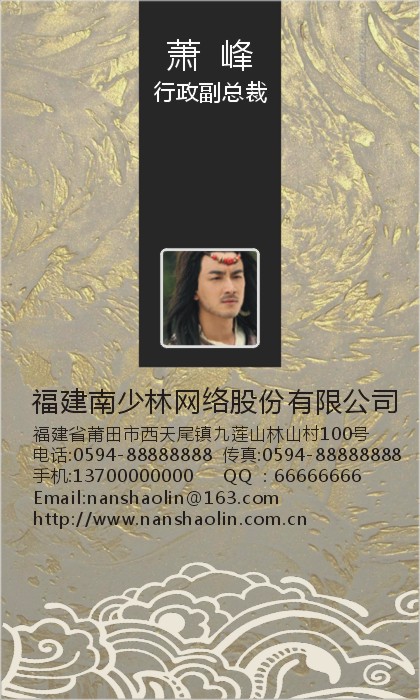 萧 峰
行政副总裁
福建南少林网络股份有限公司
福建省莆田市西天尾镇九莲山林山村100号
电话:0594-88888888 传真:0594-88888888
手机:13700000000 QQ : 66666666
Email:nanshaolin@163.com
http://www.nanshaolin.com.cn